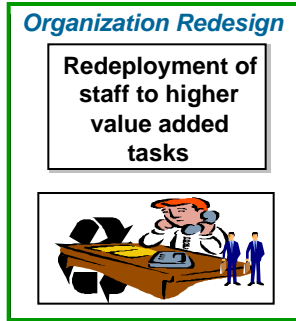 Organization Redesign
Redeployment of
staff to higher
value added
tasks